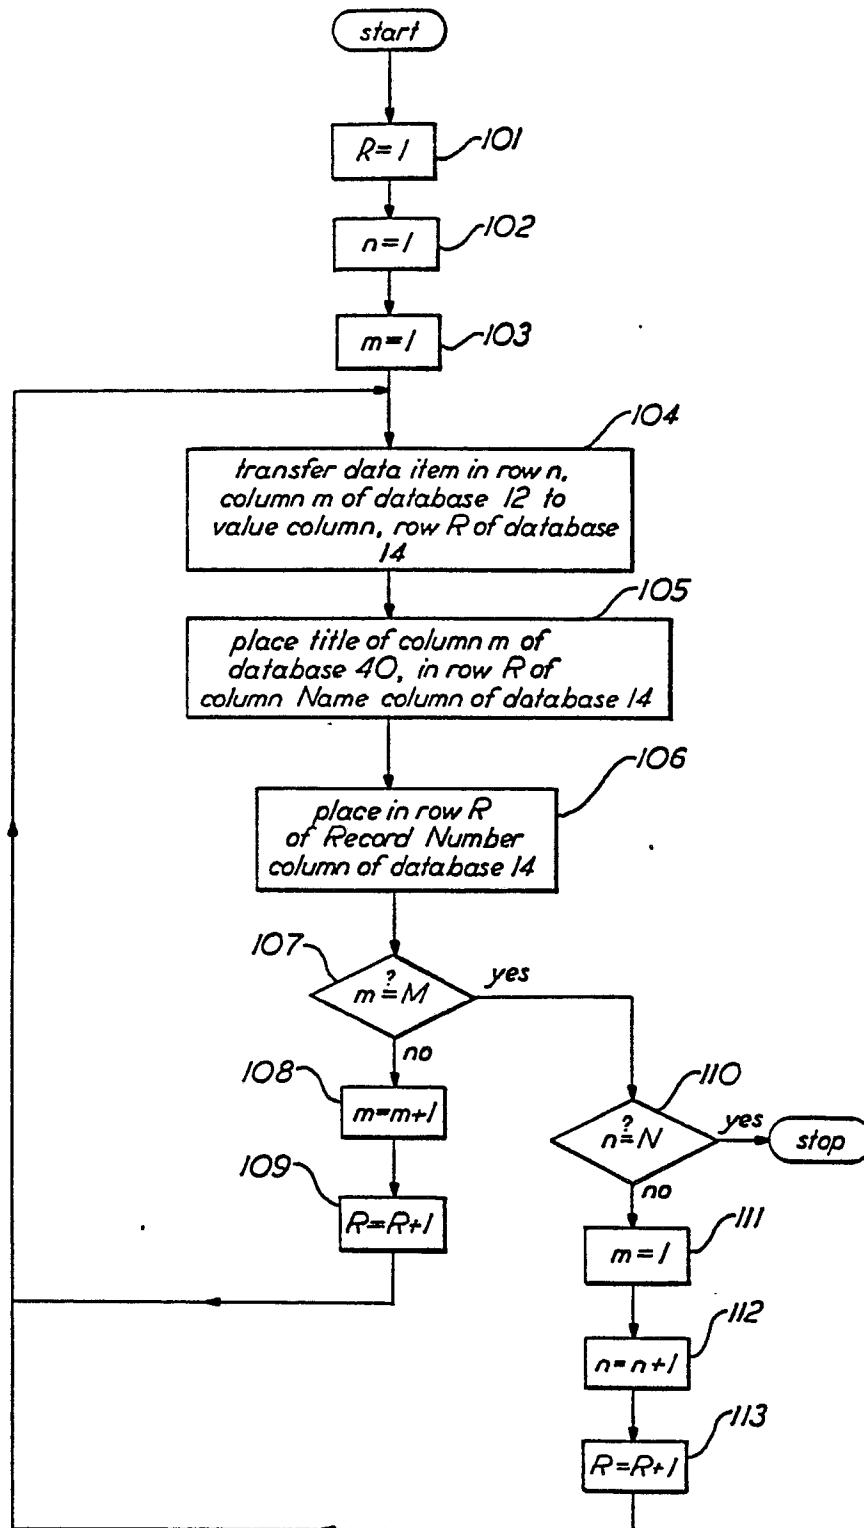 start
R=1
101
n=1
102
m=1
103
104
transfer data item in row n,
column m of database 12 to
value column, row R of database
14
105
place title of column m of
database 40, in row R of
column Name column of database 14
106
place in row R
of Record Number
column of database 14
107
m ?= M
yes
no
108
m=m+1
110
n ?= N
yes
stop
no
109
R=R+1
111
m=1
112
n=n+1
113
R=R+1